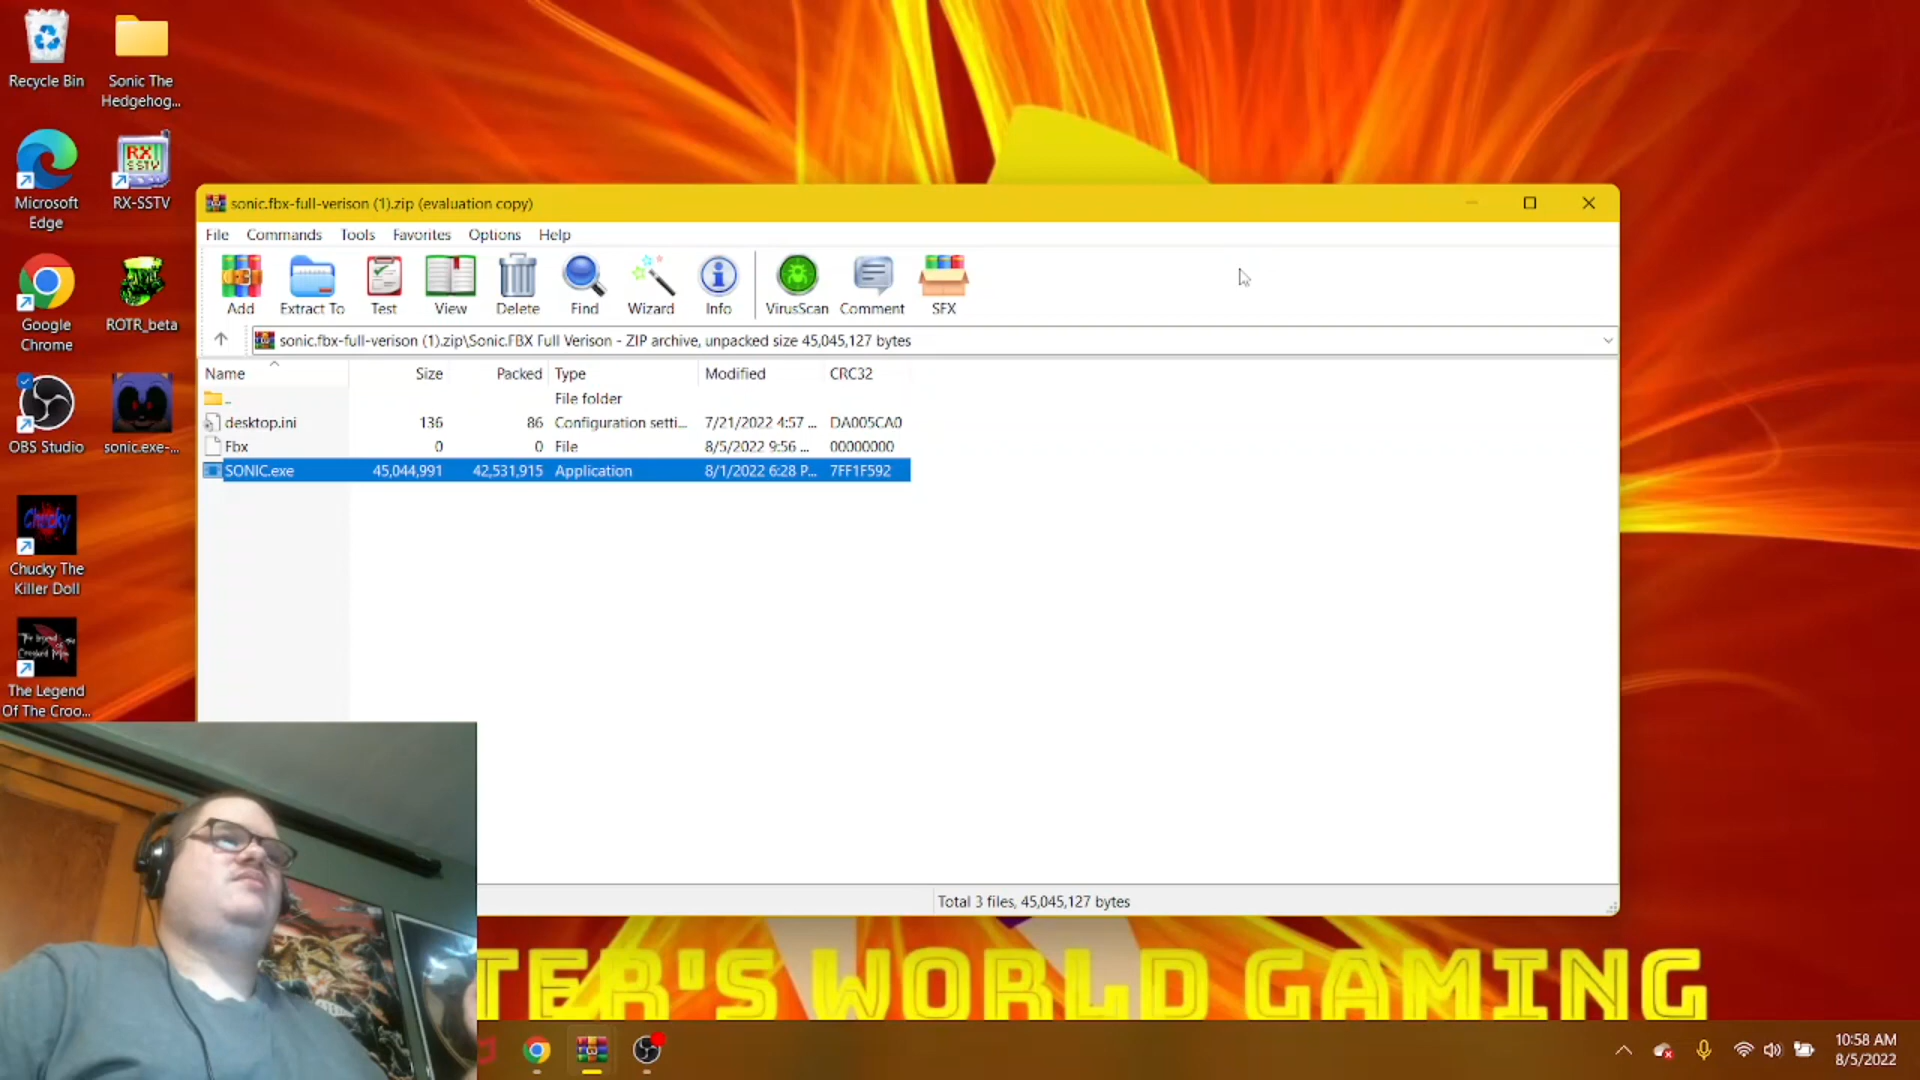 Recycle Bin
Sonic The
Hedgehog...
Microsoft
Edge
RX
SSTV
RX-SSTV
Google
Chrome
ROTR_beta
OBS Studio
sonic.exe-...
Chucky
Chucky The
Killer Doll
The Legend
Of The Croo...
sonic.fbx-full-verison (1).zip (evaluation copy)
File Commands Tools Favorites Options Help
Add Extract To Test View Delete Find Wizard Info VirusScan Comment SFX
sonic.fbx-full-verison (1).zip\Sonic.FBX Full Verison - ZIP archive, unpacked size 45,045,127 bytes
Name Size Packed Type Modified CRC32
.. File folder
desktop.ini 136 86 Configuration setti... 7/21/2022 4:57 ... DA005CA0
Fbx 0 0 File 8/5/2022 9:56 ... 00000000
SONIC.exe 45,044,991 42,531,915 Application 8/1/2022 6:28 P... 7FF1F592
Total 3 files, 45,045,127 bytes
TER'S WORLD GAMING
10:58 AM
8/5/2022